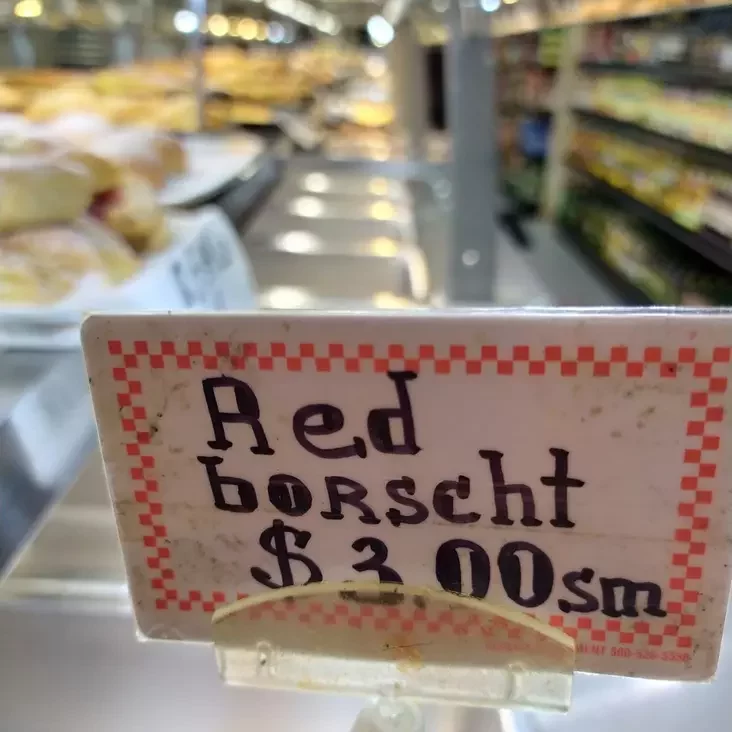 Red
borscht
$3.00sm